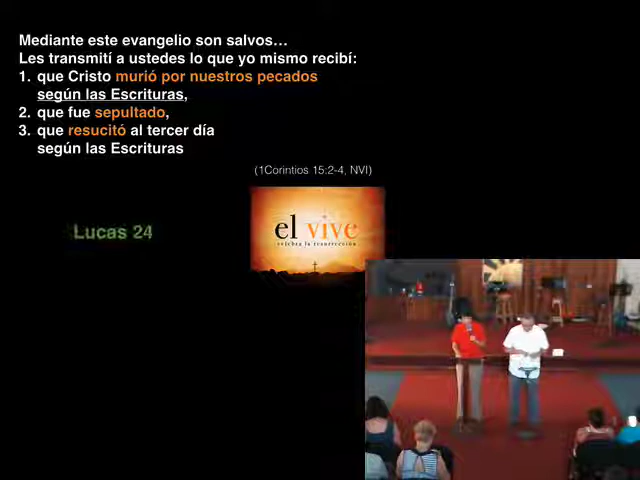 Mediante este evangelio son salvos…
Les transmití a ustedes lo que yo mismo recibí:
1. que Cristo murió por nuestros pecados
según las Escrituras,
2. que fue sepultado,
3. que resucitó al tercer día
según las Escrituras
(1Corintios 15:2-4, NVI)
Lucas 24
el vive
celebra la resurrección